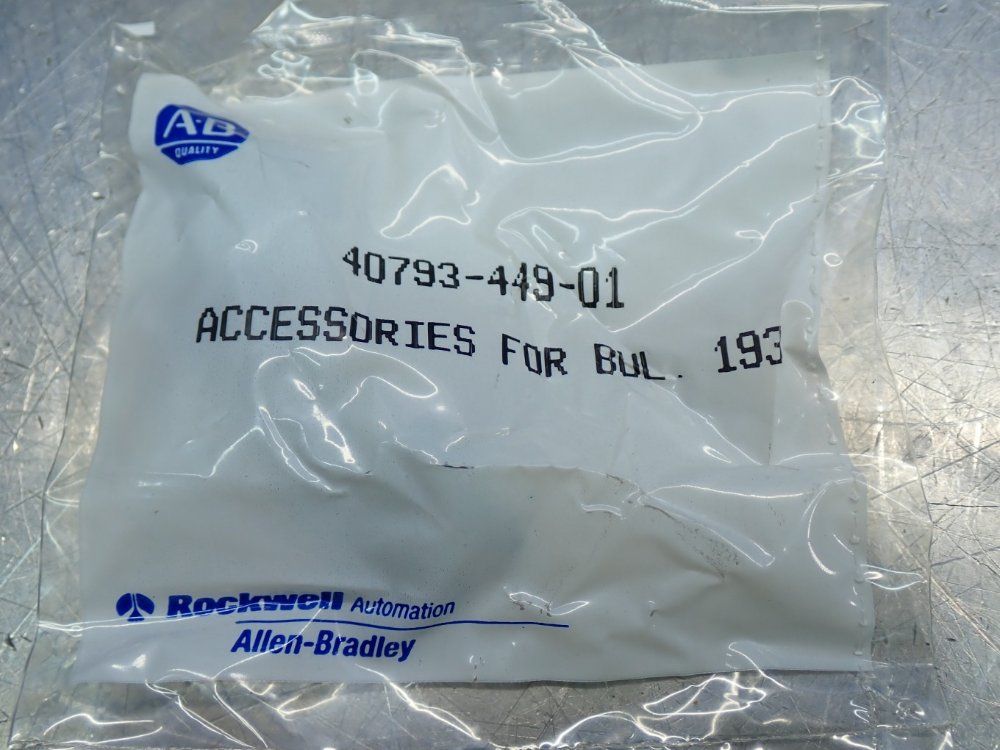 A-B
QUALITY
40793-449-01
ACCESSORIES FOR BUL. 193
Rockwell Automation
Allen-Bradley